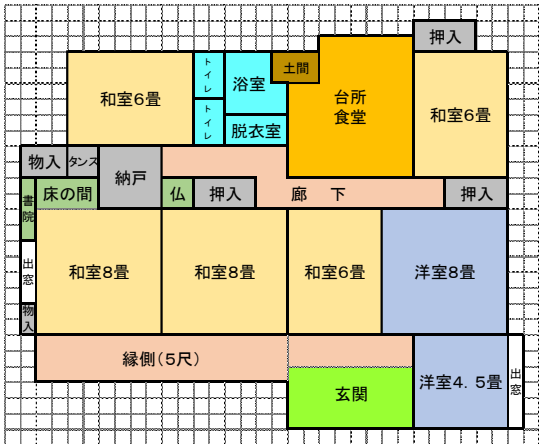 押入
トイレ
浴室
土間
和室6畳
台所
食堂
和室6畳
トイレ
脱衣室
物入
タンス
納戸
書院
床の間
仏
押入
廊　下
押入
出窓
和室8畳
和室8畳
和室6畳
洋室8畳
物入
縁側(5尺)
玄関
洋室4．5畳
出窓